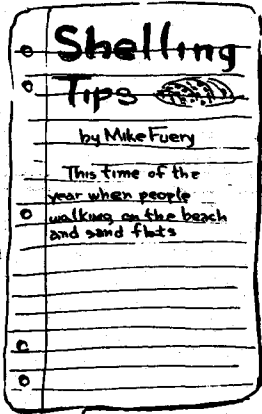 Shelling
Tips
by Mike Fuery
This time of the
year when people
walking on the beach
and sand flats